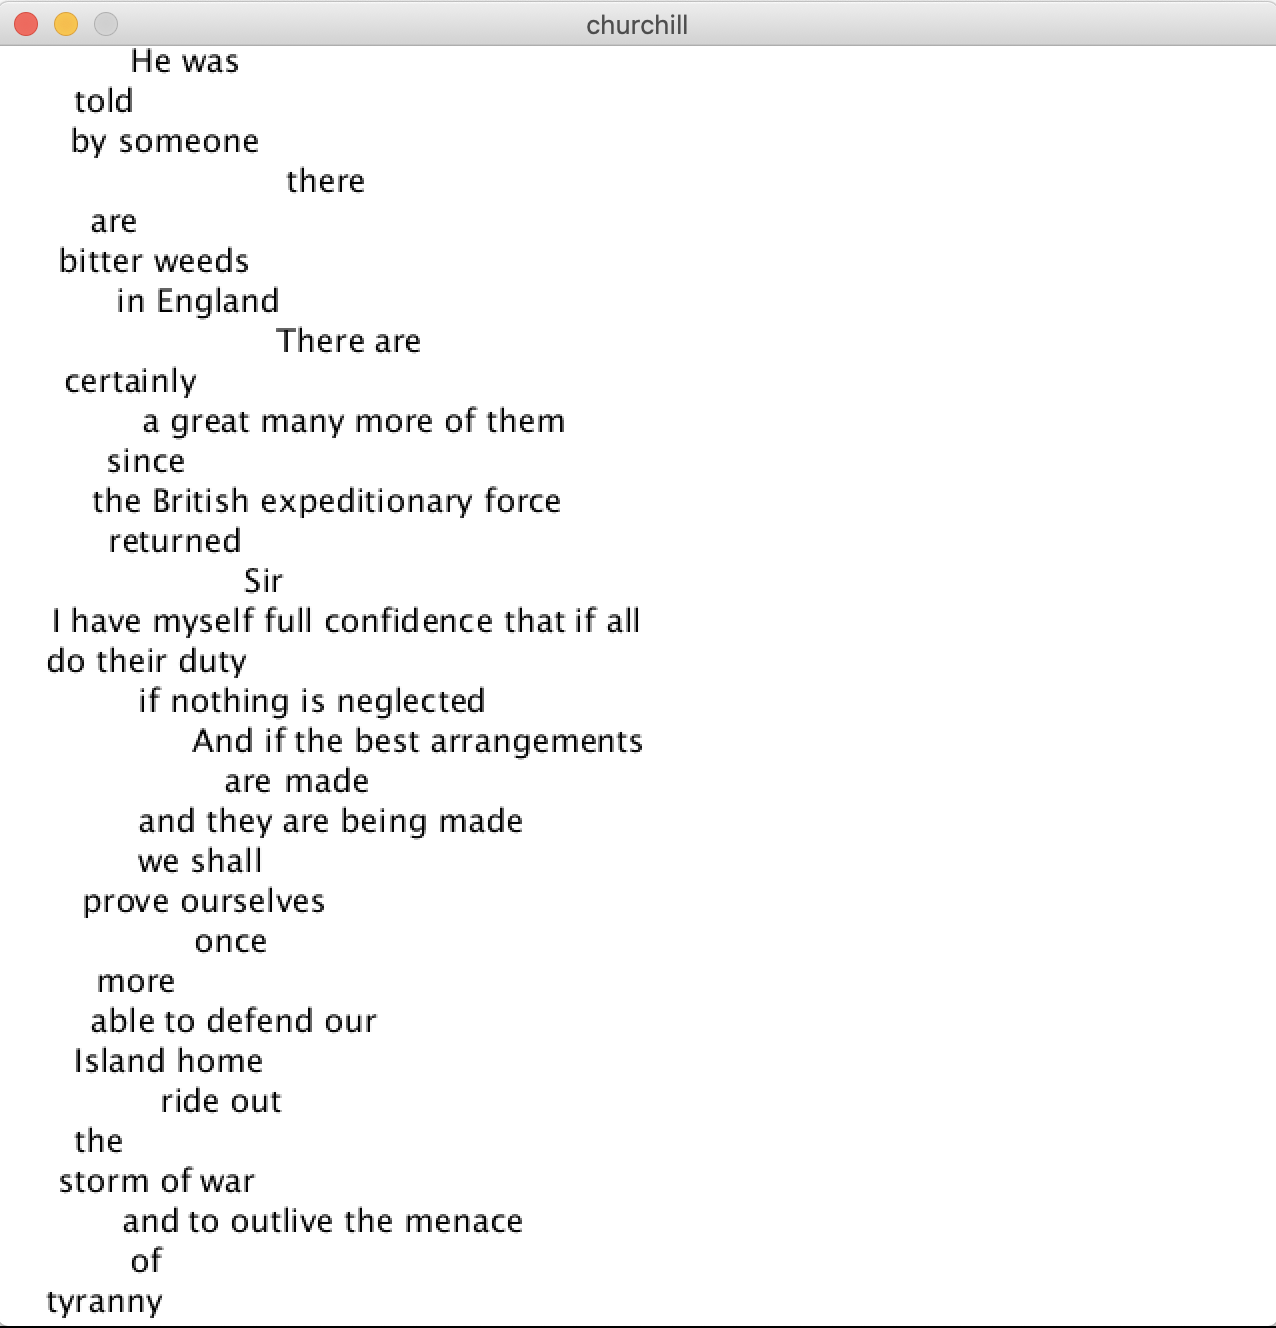 churchill
He was
told
by someone
there
are
bitter weeds
in England
There are
certainly
a great many more of them
since
the British expeditionary force
returned
Sir
I have myself full confidence that if all
do their duty
if nothing is neglected
And if the best arrangements
are made
and they are being made
we shall
prove ourselves
once
more
able to defend our
Island home
ride out
the
storm of war
and to outlive the menace
of
tyranny